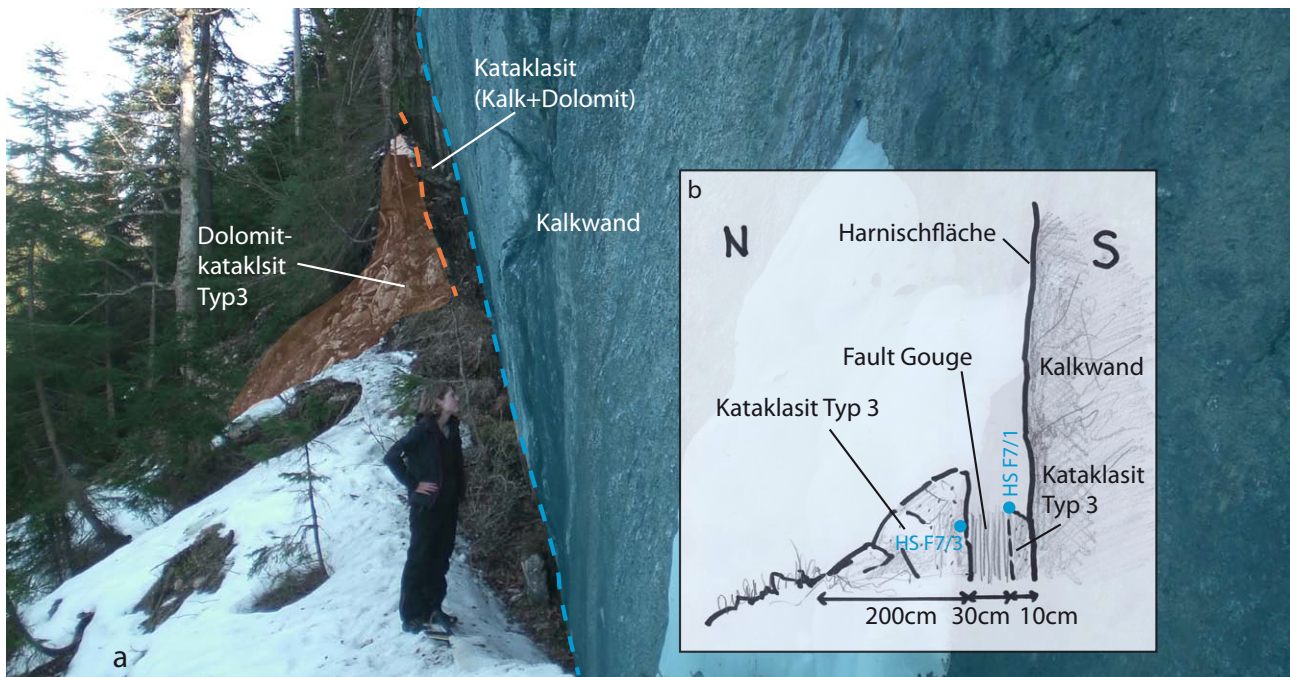 Kataklasit
(Kalk+Dolomit)
Kalkwand
Dolomit-
kataklsit
Typ3
a
b
N
S
Harnischfläche
Kalkwand
Fault Gouge
Kataklasit Typ 3
HS F7/1
Kataklasit
Typ 3
HS F7/3
200cm 30cm 10cm